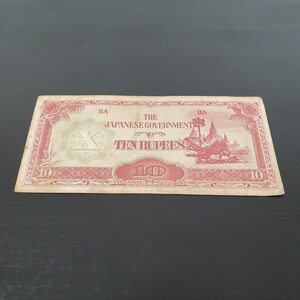 BA BA
THE
JAPANESE GOVERNMENT
TEN RUPEES
10 10 10